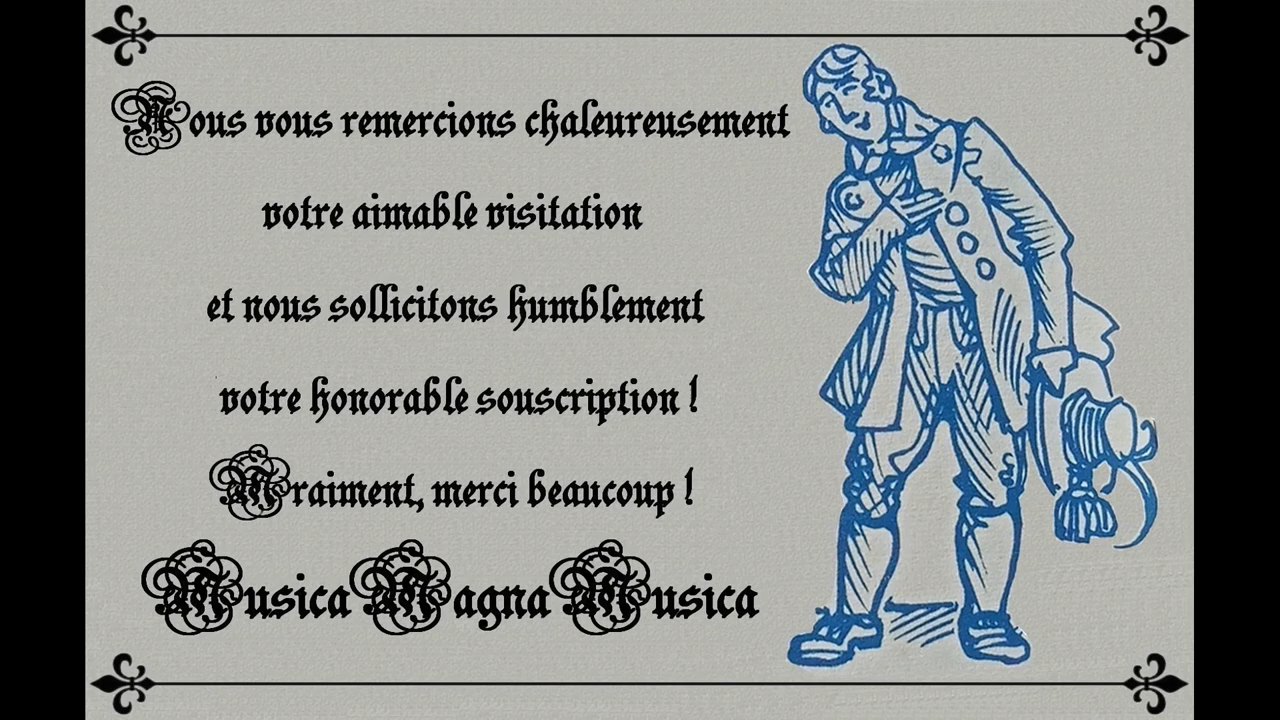 Nous vous remercions chaleureusement
votre aimable visitation
et nous sollicitons humblement
votre honorable souscription !
Vraiment, merci beaucoup !
Musica Magna Musica